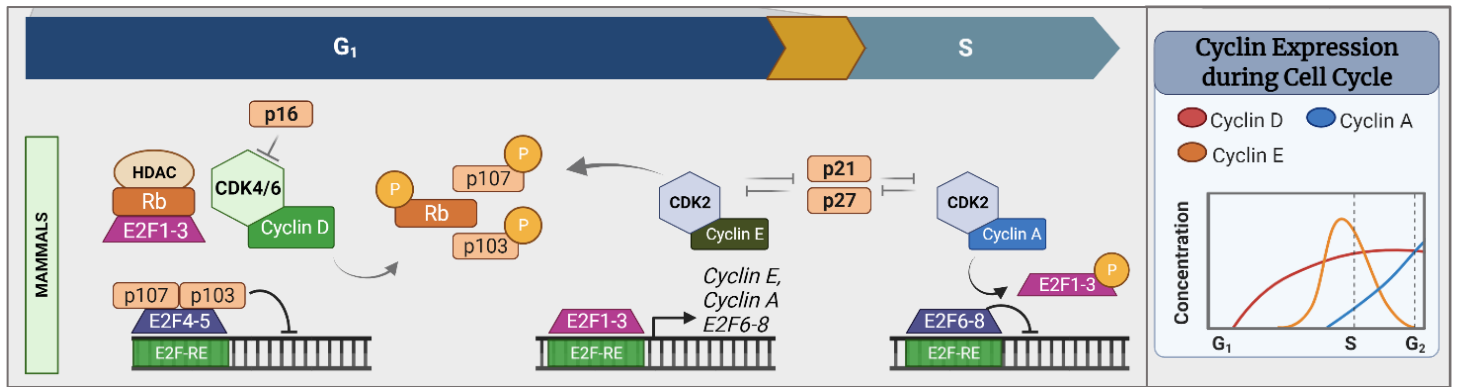 G₁
S
MAMMALS
p16
HDAC
Rb
E2F1-3
CDK4/6
Cyclin D
p107
p103
E2F4-5
E2F-RE
P
Rb
p107
P
p103
P
CDK2
Cyclin E
p21
p27
CDK2
Cyclin A
E2F1-3
E2F-RE
Cyclin E,
Cyclin A
E2F6-8
E2F1-3
P
E2F6-8
E2F-RE
Cyclin Expression
during Cell Cycle
Cyclin D
Cyclin A
Cyclin E
Concentration
G₁
S
G₂